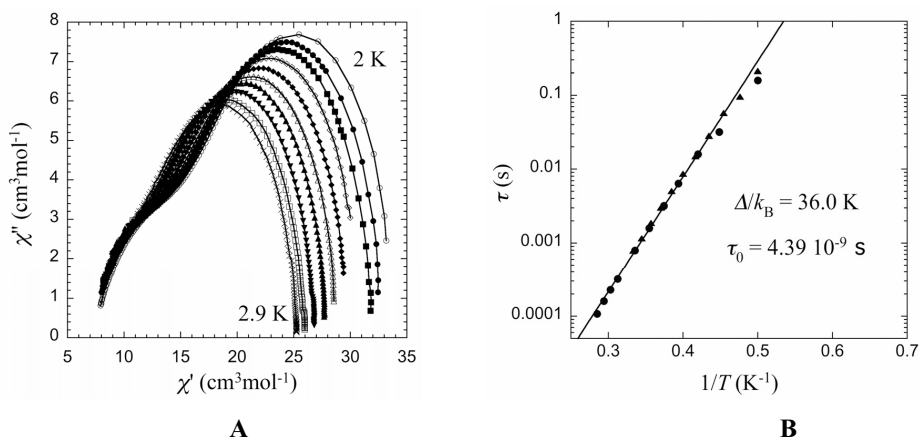 8
7
6
5
4
3
2
1
0
5 10 15 20 25 30 35
χ'' (cm³mol⁻¹)
χ' (cm³mol⁻¹)
2 K
2.9 K
A
1
0.1
0.01
0.001
0.0001
0.3 0.4 0.5 0.6 0.7
τ (s)
1/T (K⁻¹)
Δ/k_B = 36.0 K
τ₀ = 4.39 10⁻⁹ s
B